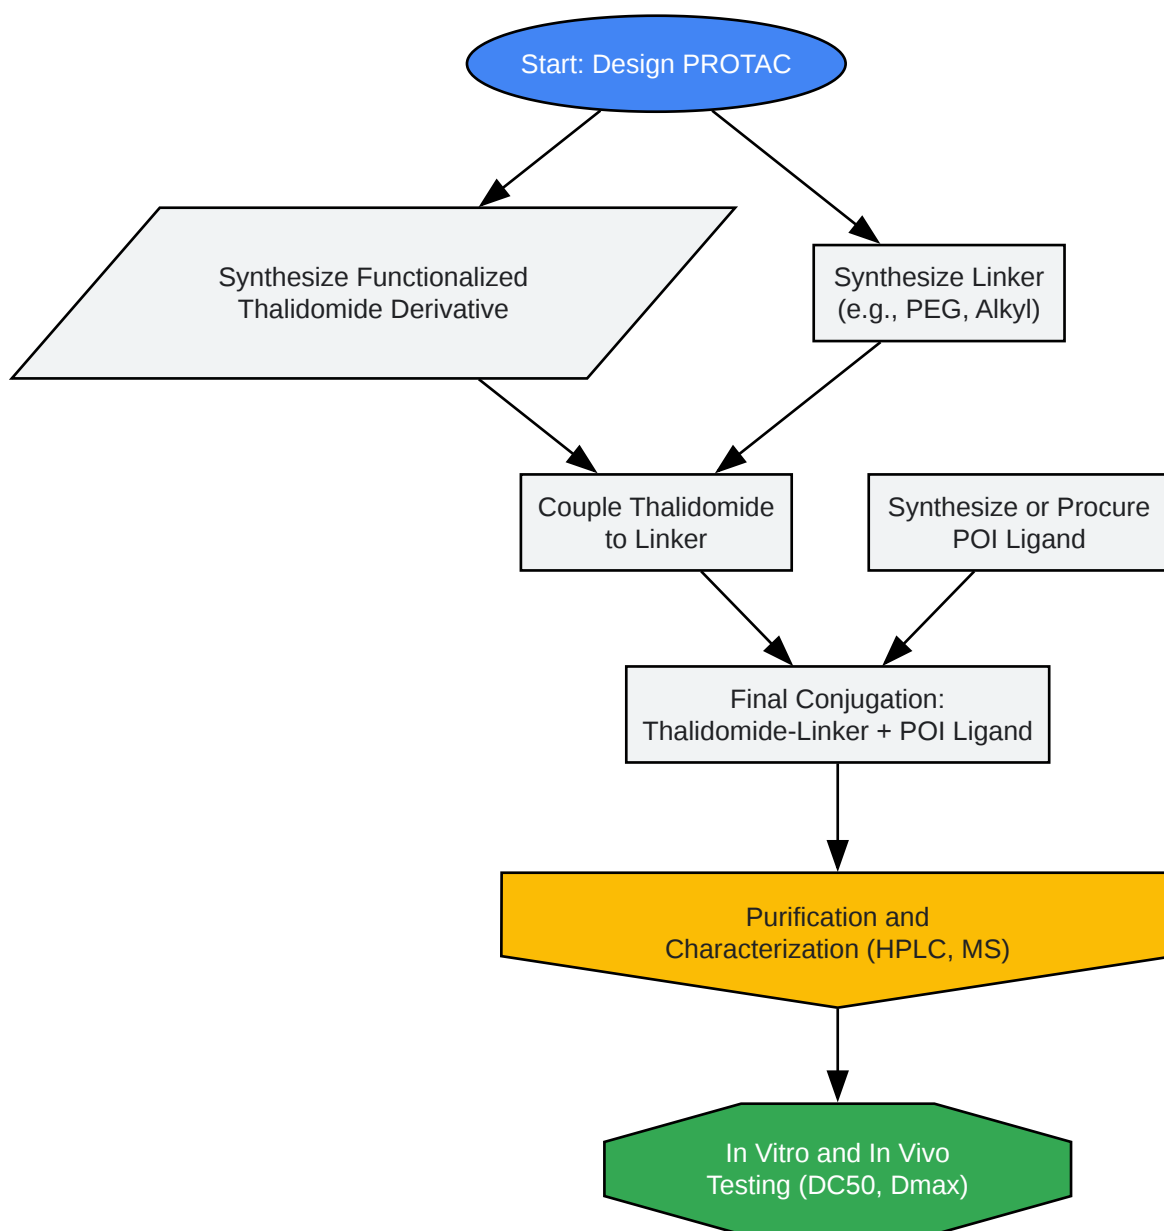 Start: Design PROTAC
Synthesize Functionalized
Thalidomide Derivative
Synthesize Linker
(e.g., PEG, Alkyl)
Couple Thalidomide
to Linker
Synthesize or Procure
POI Ligand
Final Conjugation:
Thalidomide-Linker + POI Ligand
Purification and
Characterization (HPLC, MS)
In Vitro and In Vivo
Testing (DC50, Dmax)